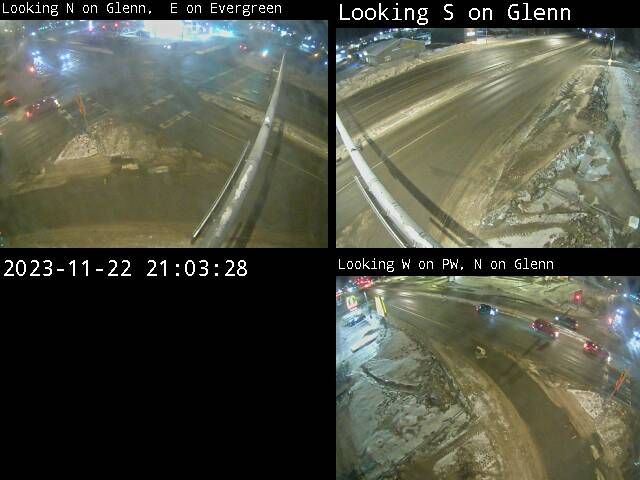 Looking N on Glenn,  E on Evergreen
Looking S on Glenn
2023-11-22 21:03:28
Looking W on PW, N on Glenn